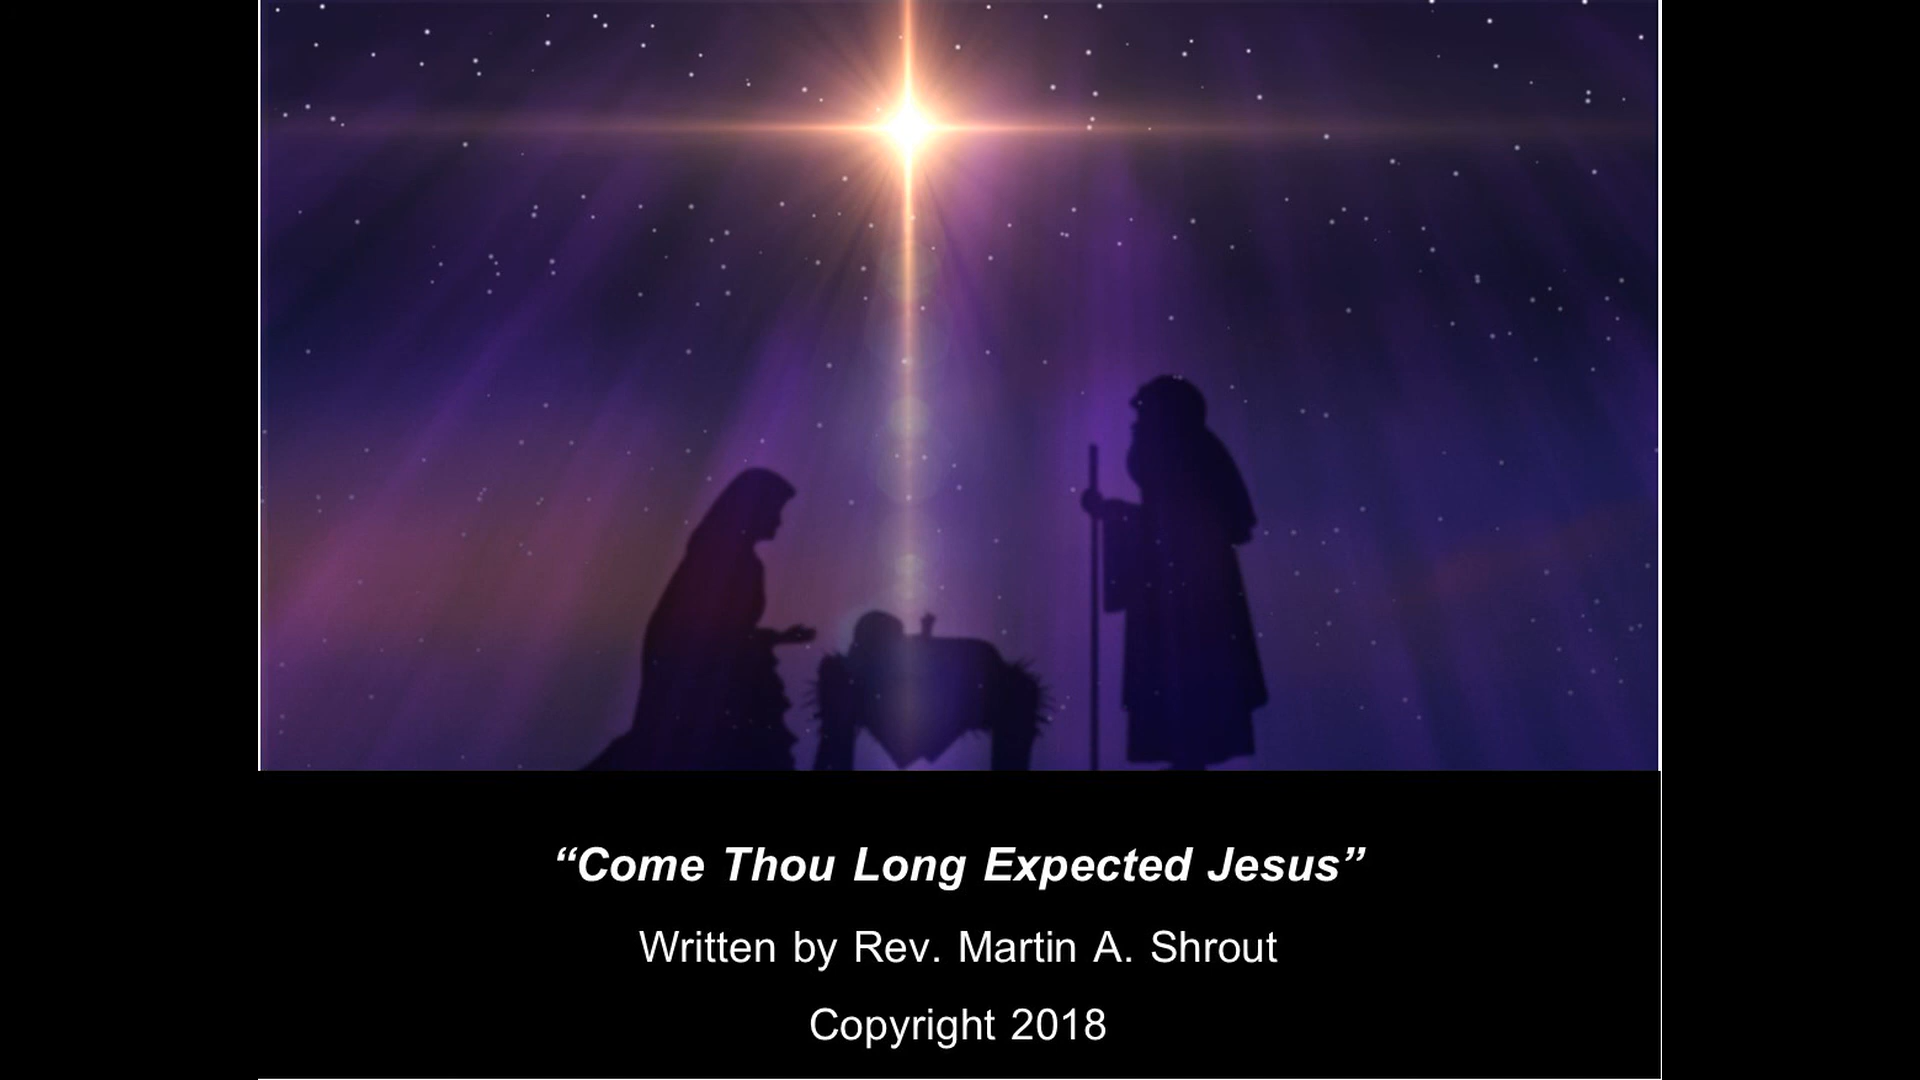 “Come Thou Long Expected Jesus”
Written by Rev. Martin A. Shrout
Copyright 2018